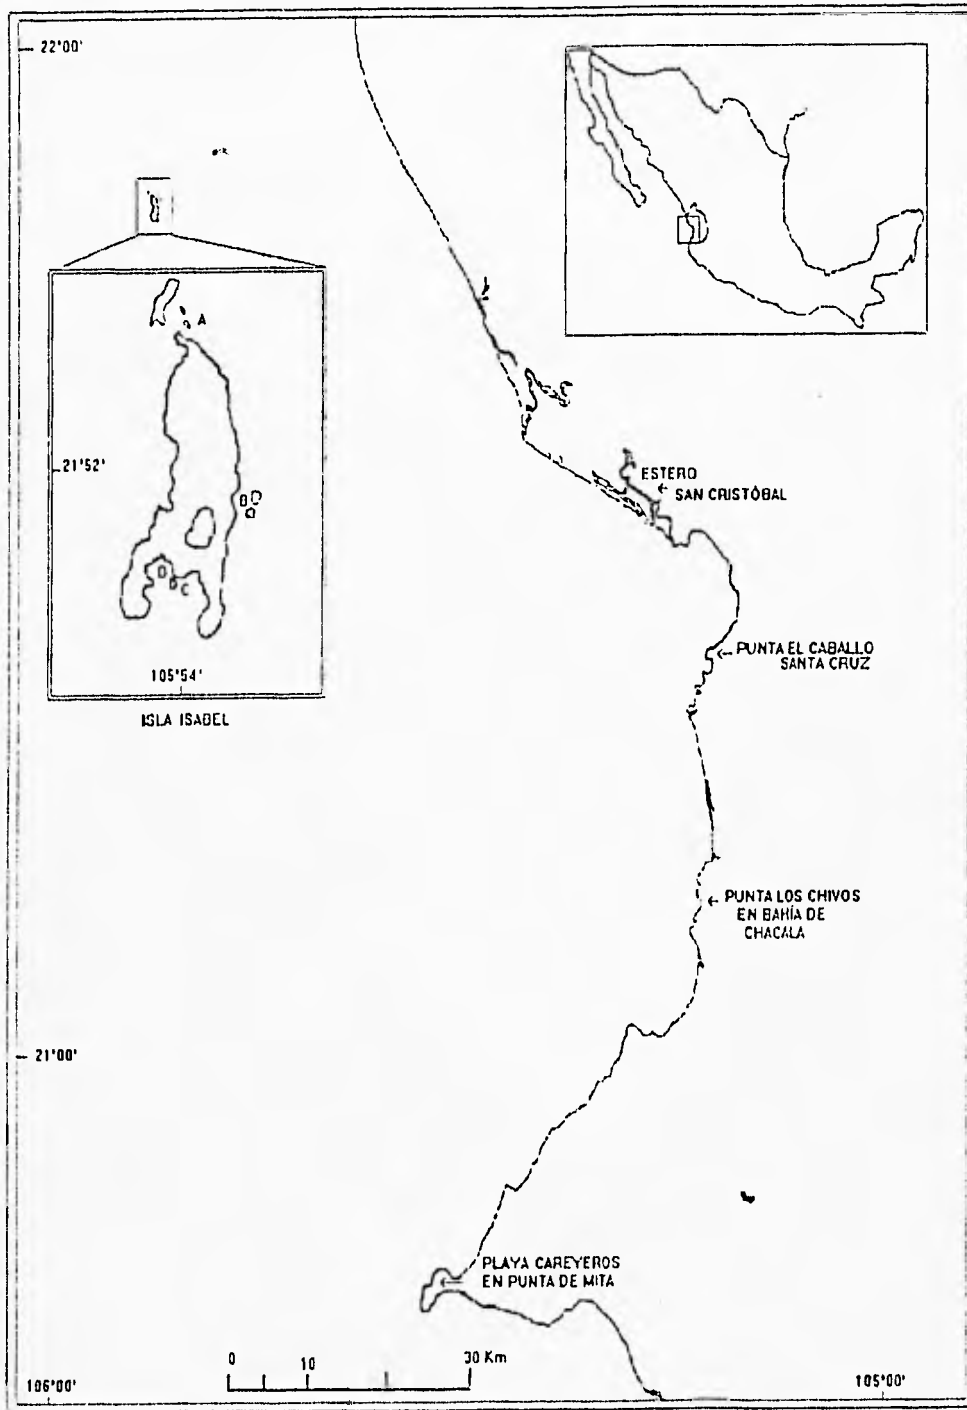 22°00'
A
21°52'
B
D
C
105°54'
ISLA ISABEL
ESTERO
SAN CRISTÓBAL
PUNTA EL CABALLO
SANTA CRUZ
PUNTA LOS CHIVOS
EN BAHÍA DE
CHACALA
21°00'
PLAYA CAREYEROS
EN PUNTA DE MITA
0 10 30 Km
106°00' 105°00'